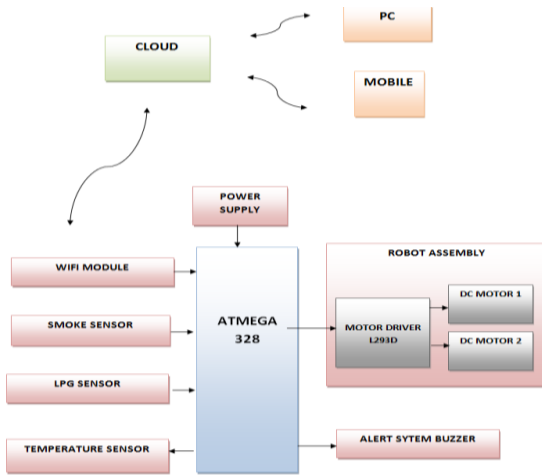 PC
CLOUD
MOBILE
POWER
SUPPLY
WIFI MODULE
SMOKE SENSOR
LPG SENSOR
TEMPERATURE SENSOR
ATMEGA
328
ROBOT ASSEMBLY
MOTOR DRIVER
L293D
DC MOTOR 1
DC MOTOR 2
ALERT SYTEM BUZZER